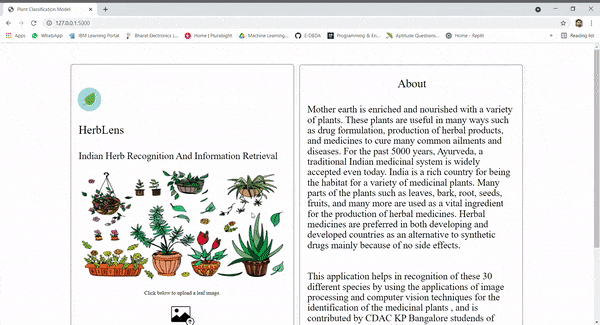 Plant Classification Model
127.0.0.1:5000
Apps
WhatsApp
IBM Learning Portal
Bharat Electronics L...
Home | Pluralsight
Machine Learning...
E-DBDA
Programming & En...
Aptitude Questions...
Home - Replit
Reading list
HerbLens
Indian Herb Recognition And Information Retrieval
Click below to upload a leaf image.
About
Mother earth is enriched and nourished with a variety
of plants. These plants are useful in many ways such
as drug formulation, production of herbal products,
and medicines to cure many common ailments and
diseases. For the past 5000 years, Ayurveda, a
traditional Indian medicinal system is widely
accepted even today. India is a rich country for being
the habitat for a variety of medicinal plants. Many
parts of the plants such as leaves, bark, root, seeds,
fruits, and many more are used as a vital ingredient
for the production of herbal medicines. Herbal
medicines are preferred in both developing and
developed countries as an alternative to synthetic
drugs mainly because of no side effects.
This application helps in recognition of these 30
different species by using the applications of image
processing and computer vision techniques for the
identification of the medicinal plants , and is
contributed by CDAC KP Bangalore studends of